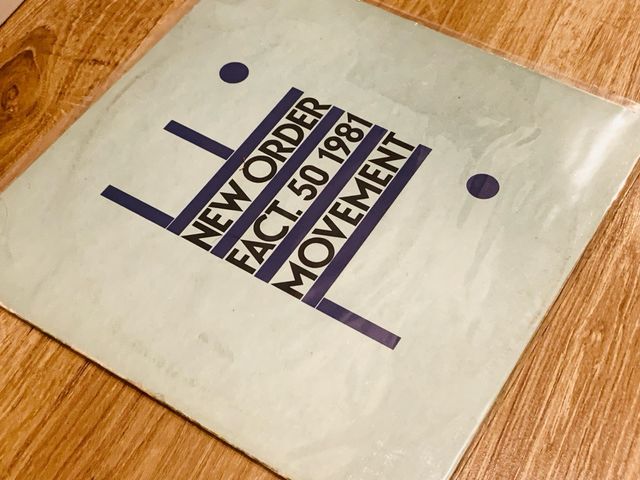 NEW ORDER
FACT. 50 1981
MOVEMENT